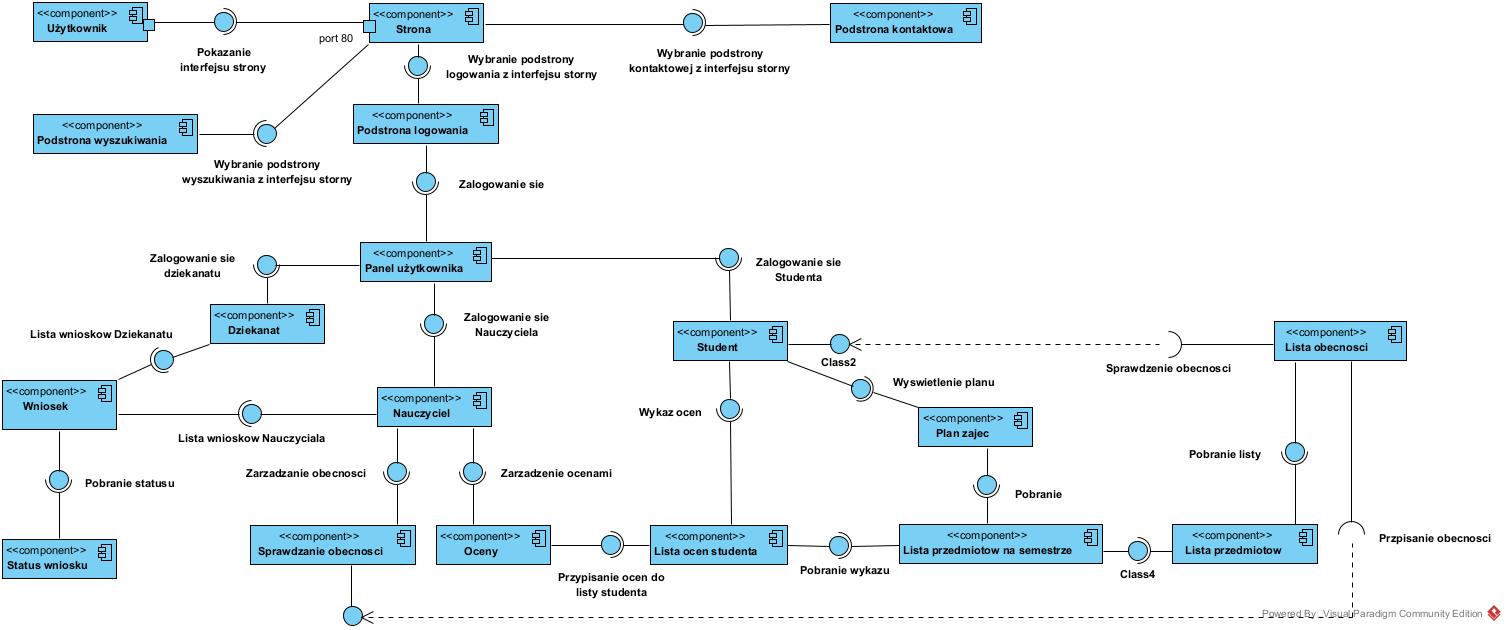 <<component>>
Użytkownik
<<component>>
Strona
<<component>>
Podstrona kontaktowa
port 80
Pokazanie
interfejsu strony
Wybranie podstrony
logowania z interfejsu storny
Wybranie podstrony
kontaktowej z interfejsu storny
<<component>>
Podstrona wyszukiwania
<<component>>
Podstrona logowania
Wybranie podstrony
wyszukiwania z interfejsu storny
Zalogowanie sie
<<component>>
Panel użytkownika
Zalogowanie sie
dziekanatu
Zalogowanie sie
Studenta
<<component>>
Dziekanat
Zalogowanie sie
Nauczyciela
Lista wnioskow Dziekanatu
<<component>>
Student
Class2
<<component>>
Lista obecnosci
Sprawdzenie obecnosci
Wyswietlenie planu
<<component>>
Wniosek
<<component>>
Nauczyciel
Wykaz ocen
<<component>>
Plan zajec
Lista wnioskow Nauczyciala
Pobranie listy
Pobranie statusu
Zarzadzanie obecnosci
Zarzadzenie ocenami
Pobranie
<<component>>
Status wniosku
<<component>>
Sprawdzanie obecnosci
<<component>>
Oceny
<<component>>
Lista ocen studenta
<<component>>
Lista przedmiotow na semestrze
<<component>>
Lista przedmiotow
Przpisanie obecnosci
Przypisanie ocen do
listy studenta
Pobranie wykazu
Class4
Powered By Visual Paradigm Community Edition